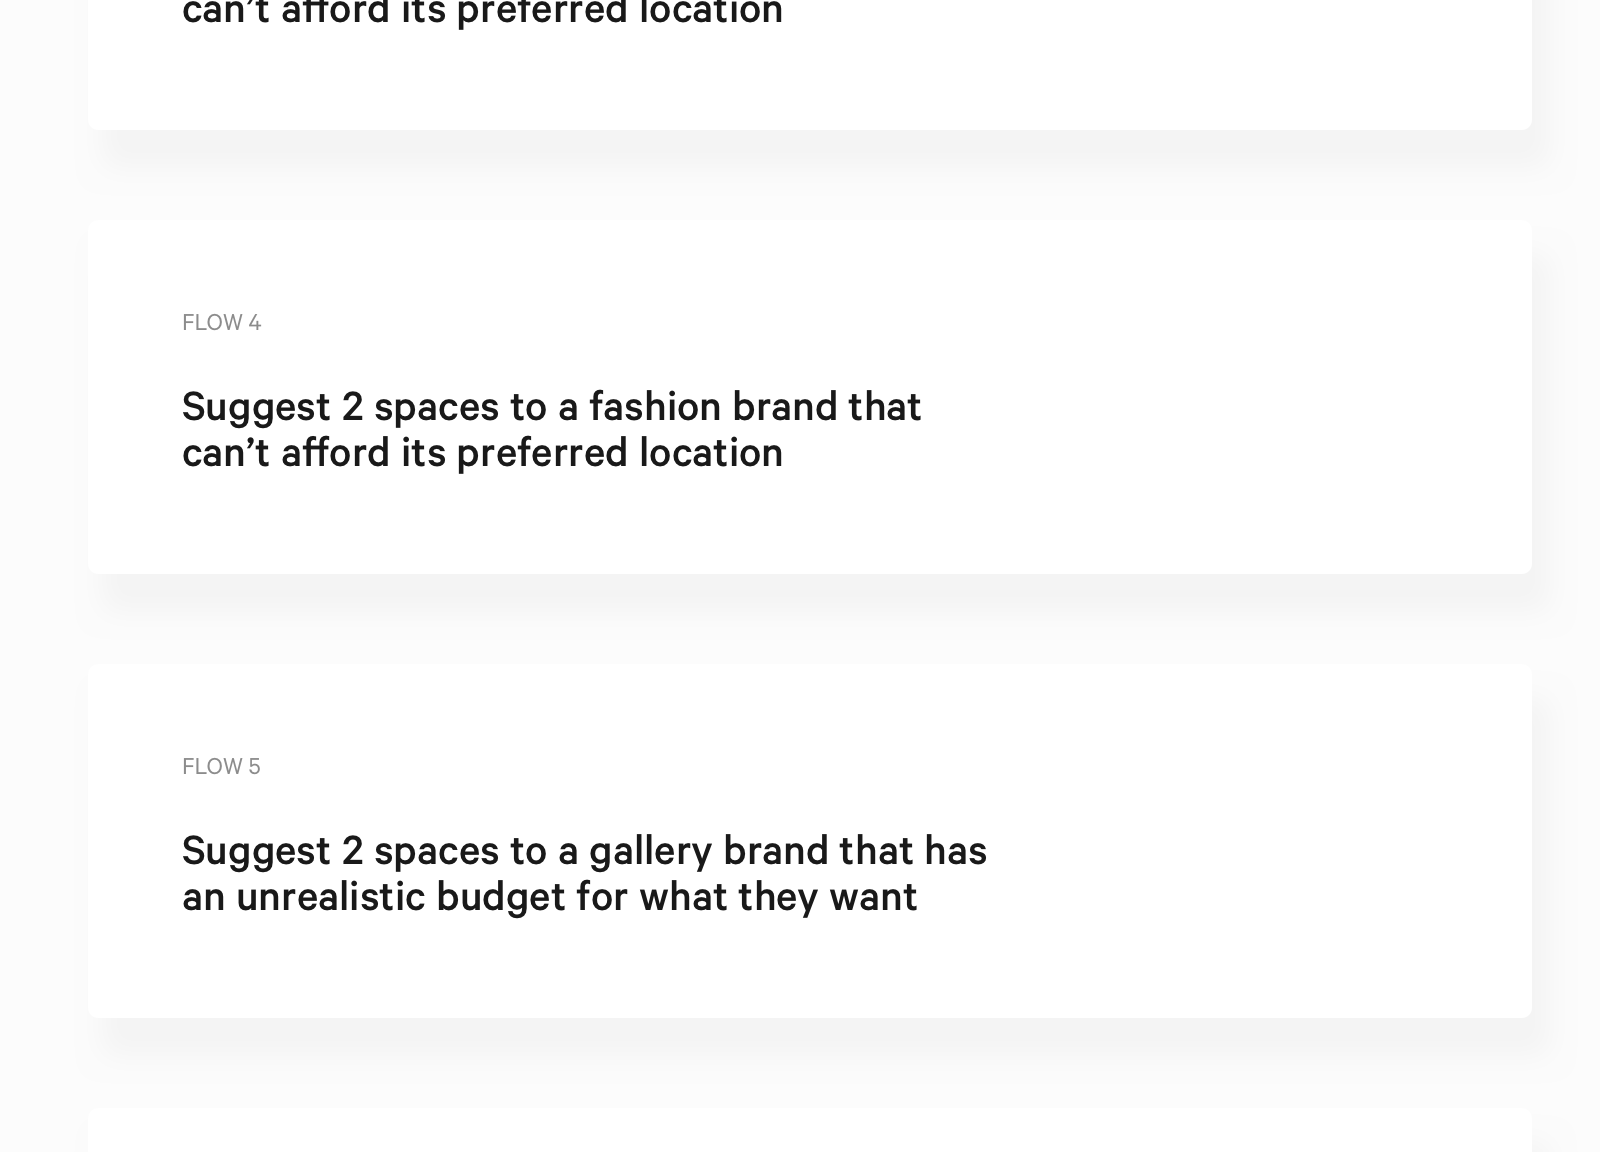 can’t afford its preferred location
FLOW 4
Suggest 2 spaces to a fashion brand that
can’t afford its preferred location
FLOW 5
Suggest 2 spaces to a gallery brand that has
an unrealistic budget for what they want